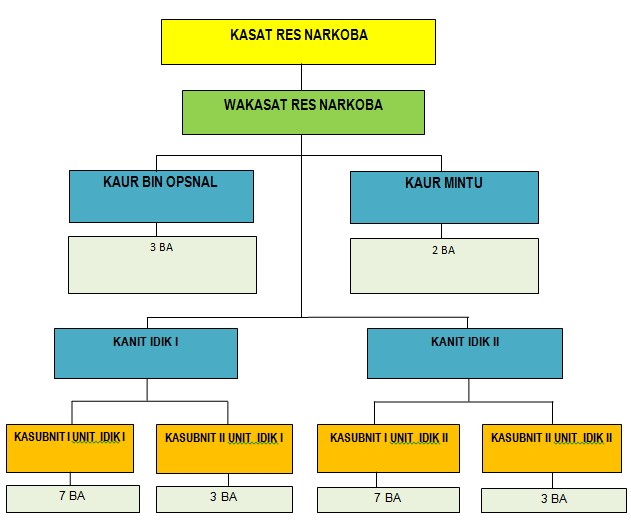 KASAT RES NARKOBA
WAKASAT RES NARKOBA
KAUR BIN OPSNAL
KAUR MINTU
3 BA
2 BA
KANIT IDIK I
KANIT IDIK II
KASUBNIT I UNIT IDIK I
KASUBNIT II UNIT IDIK I
KASUBNIT I UNIT IDIK II
KASUBNIT II UNIT IDIK II
7 BA
3 BA
7 BA
3 BA